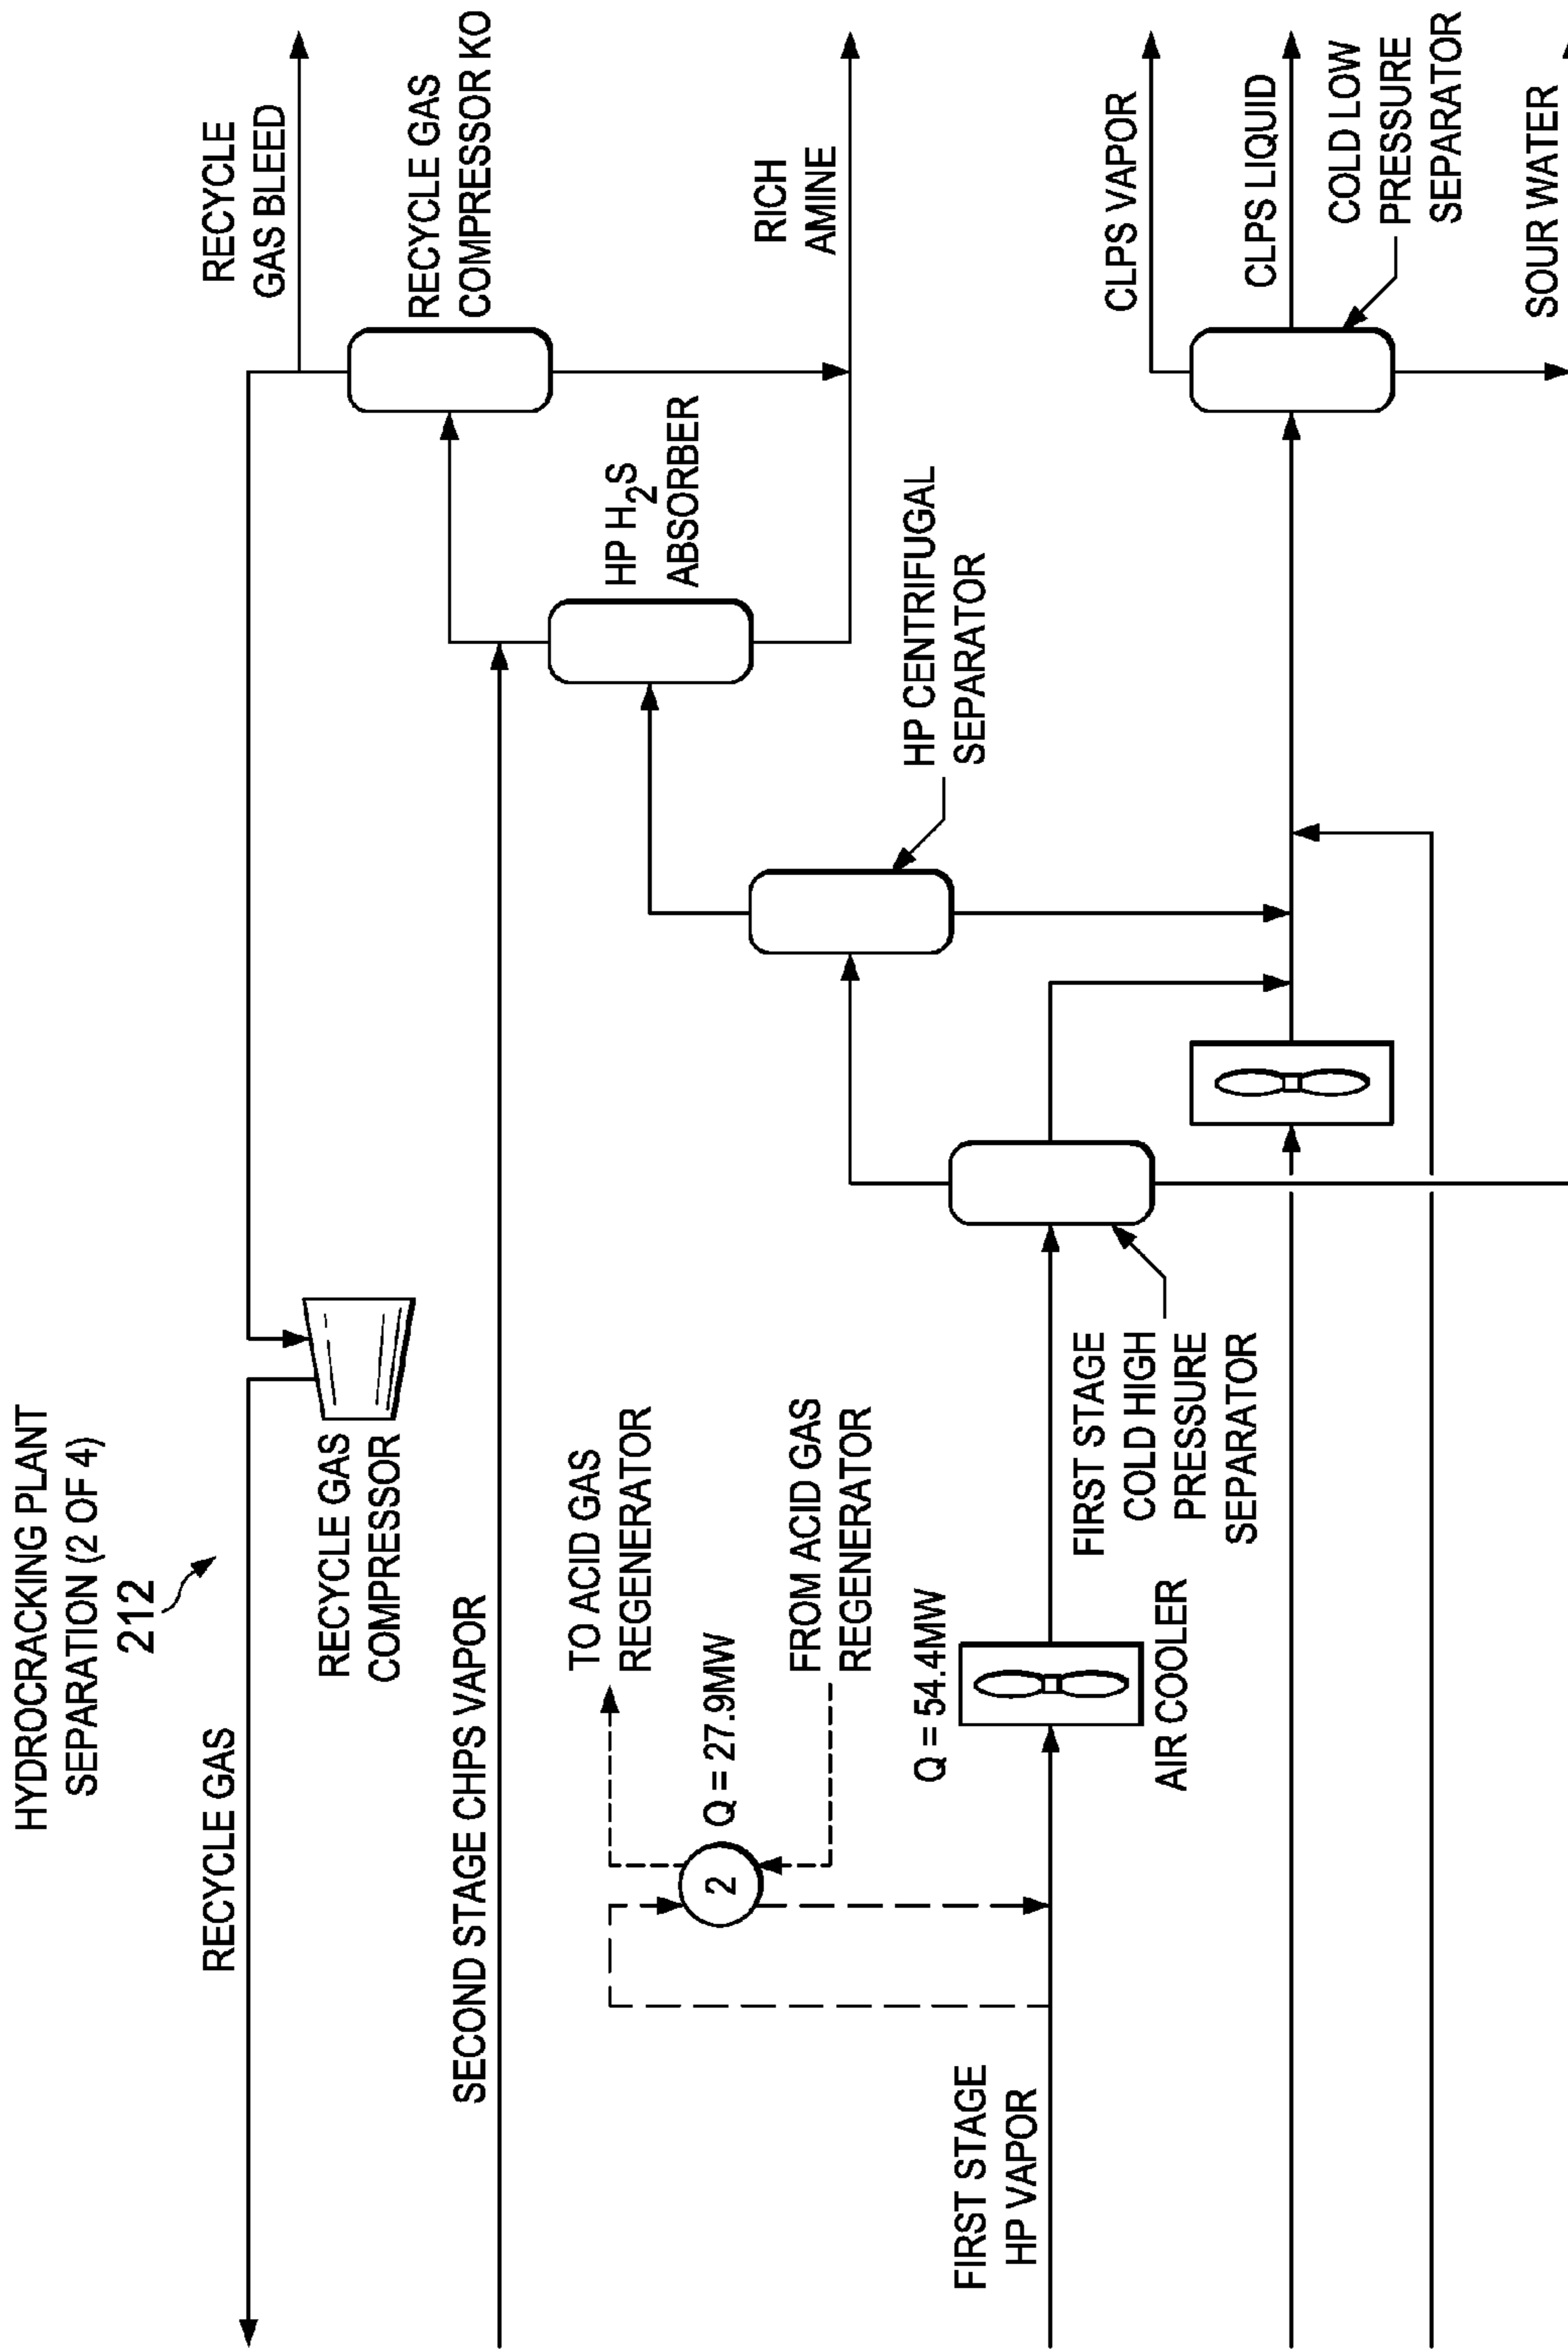 HYDROCRACKING PLANT
SEPARATION (2 OF 4)
212
RECYCLE GAS
RECYCLE GAS
COMPRESSOR
RECYCLE
GAS BLEED
RECYCLE GAS
COMPRESSOR KO
SECOND STAGE CHPS VAPOR
HP H2S
ABSORBER
TO ACID GAS
REGENERATOR
2
Q = 27.9MW
FROM ACID GAS
REGENERATOR
RICH
AMINE
HP CENTRIFUGAL
SEPARATOR
FIRST STAGE
HP VAPOR
Q = 54.4MW
AIR COOLER
FIRST STAGE
COLD HIGH
PRESSURE
SEPARATOR
CLPS VAPOR
CLPS LIQUID
COLD LOW
PRESSURE
SEPARATOR
SOUR WATER